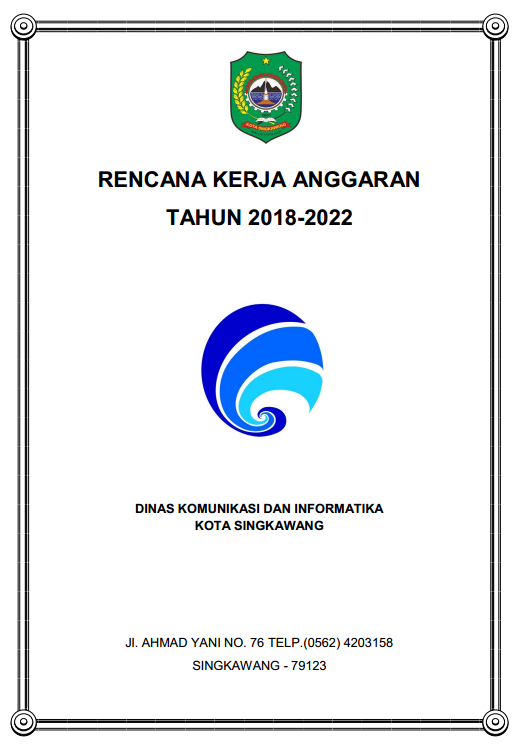 KOTA SINGKAWANG
RENCANA KERJA ANGGARAN
TAHUN 2018-2022
DINAS KOMUNIKASI DAN INFORMATIKA
KOTA SINGKAWANG
Jl. AHMAD YANI NO. 76 TELP.(0562) 4203158
SINGKAWANG - 79123